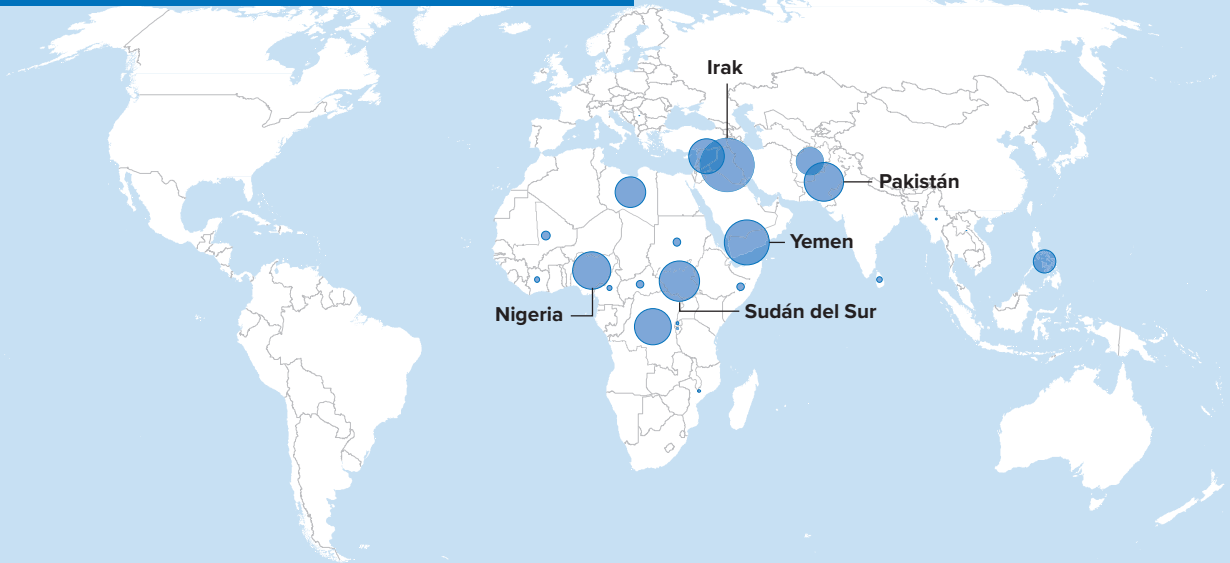 Irak
Pakistán
Yemen
Nigeria
Sudán del Sur